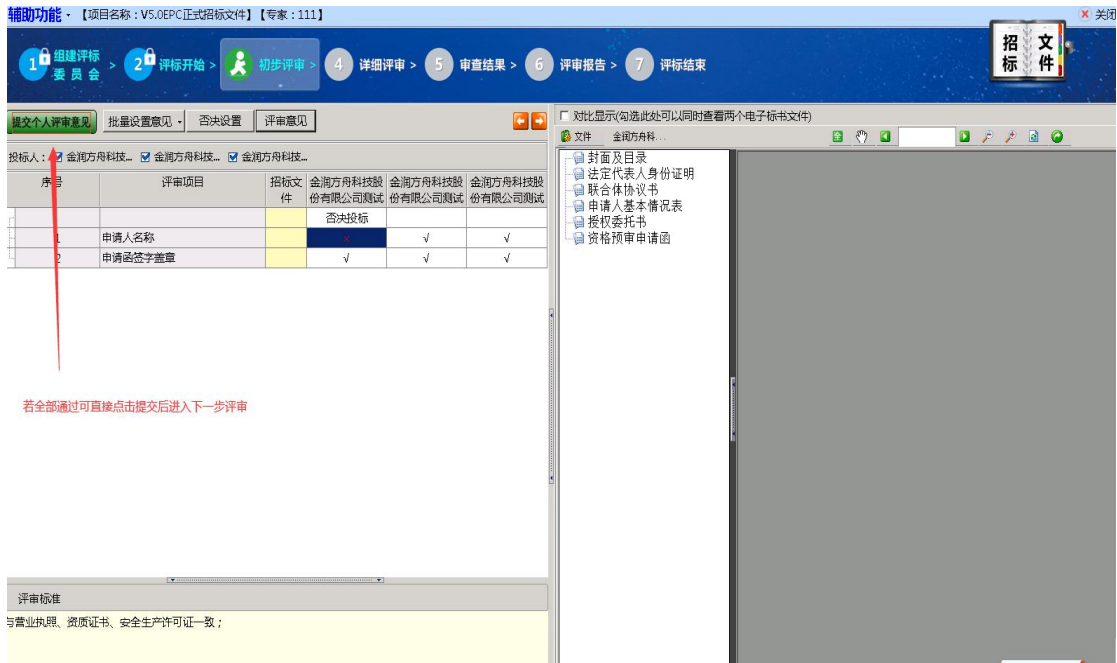 辅助功能 · 【项目名称：V5.0EPC正式招标文件】【专家：111】
关闭
1 组建评标委员会 >
2 评标开始 >
初步评审 >
4 详细评审 >
5 审查结果 >
6 评审报告 >
7 评标结束
招标文件
提交个人评审意见 批量设置意见 否决设置 评审意见
投标人： 金润方舟科技... 金润方舟科技... 金润方舟科技...
序号 评审项目 招标文件 金润方舟科技股份有限公司测试 金润方舟科技股份有限公司测试 金润方舟科技股份有限公司测试
否决投标
1 申请人名称 × √ √
2 申请函签字盖章 √ √ √
若全部通过可直接点击提交后进入下一步评审
评审标准
与营业执照、资质证书、安全生产许可证一致；
对比显示(勾选此处可以同时查看两个电子标书文件)
文件 金润方舟科...
封面及目录
法定代表人身份证明
联合体协议书
申请人基本情况表
授权委托书
资格预审申请函